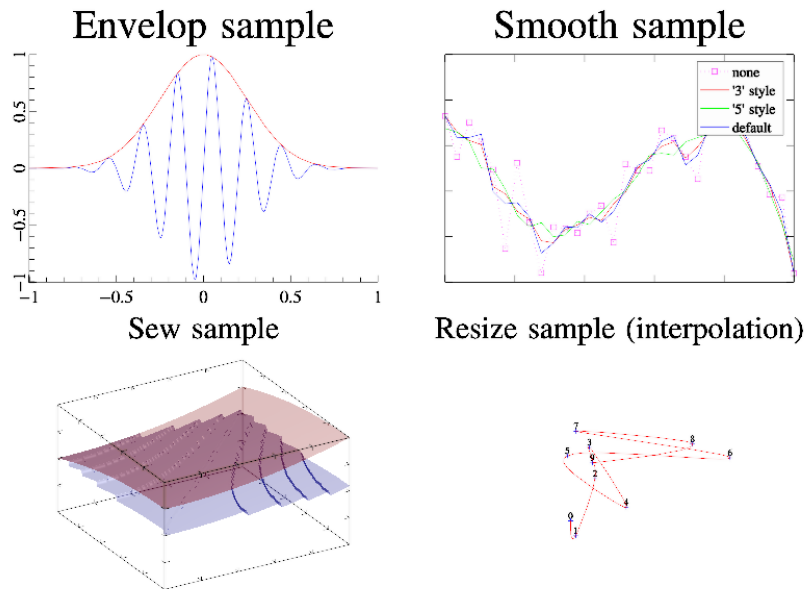 Envelop sample
1
0.5
0
−0.5
−1
−1
−0.5
0
0.5
1
Smooth sample
none
'3' style
'5' style
default
Sew sample
Resize sample (interpolation)
7
8
3
5
9
6
2
4
0
1